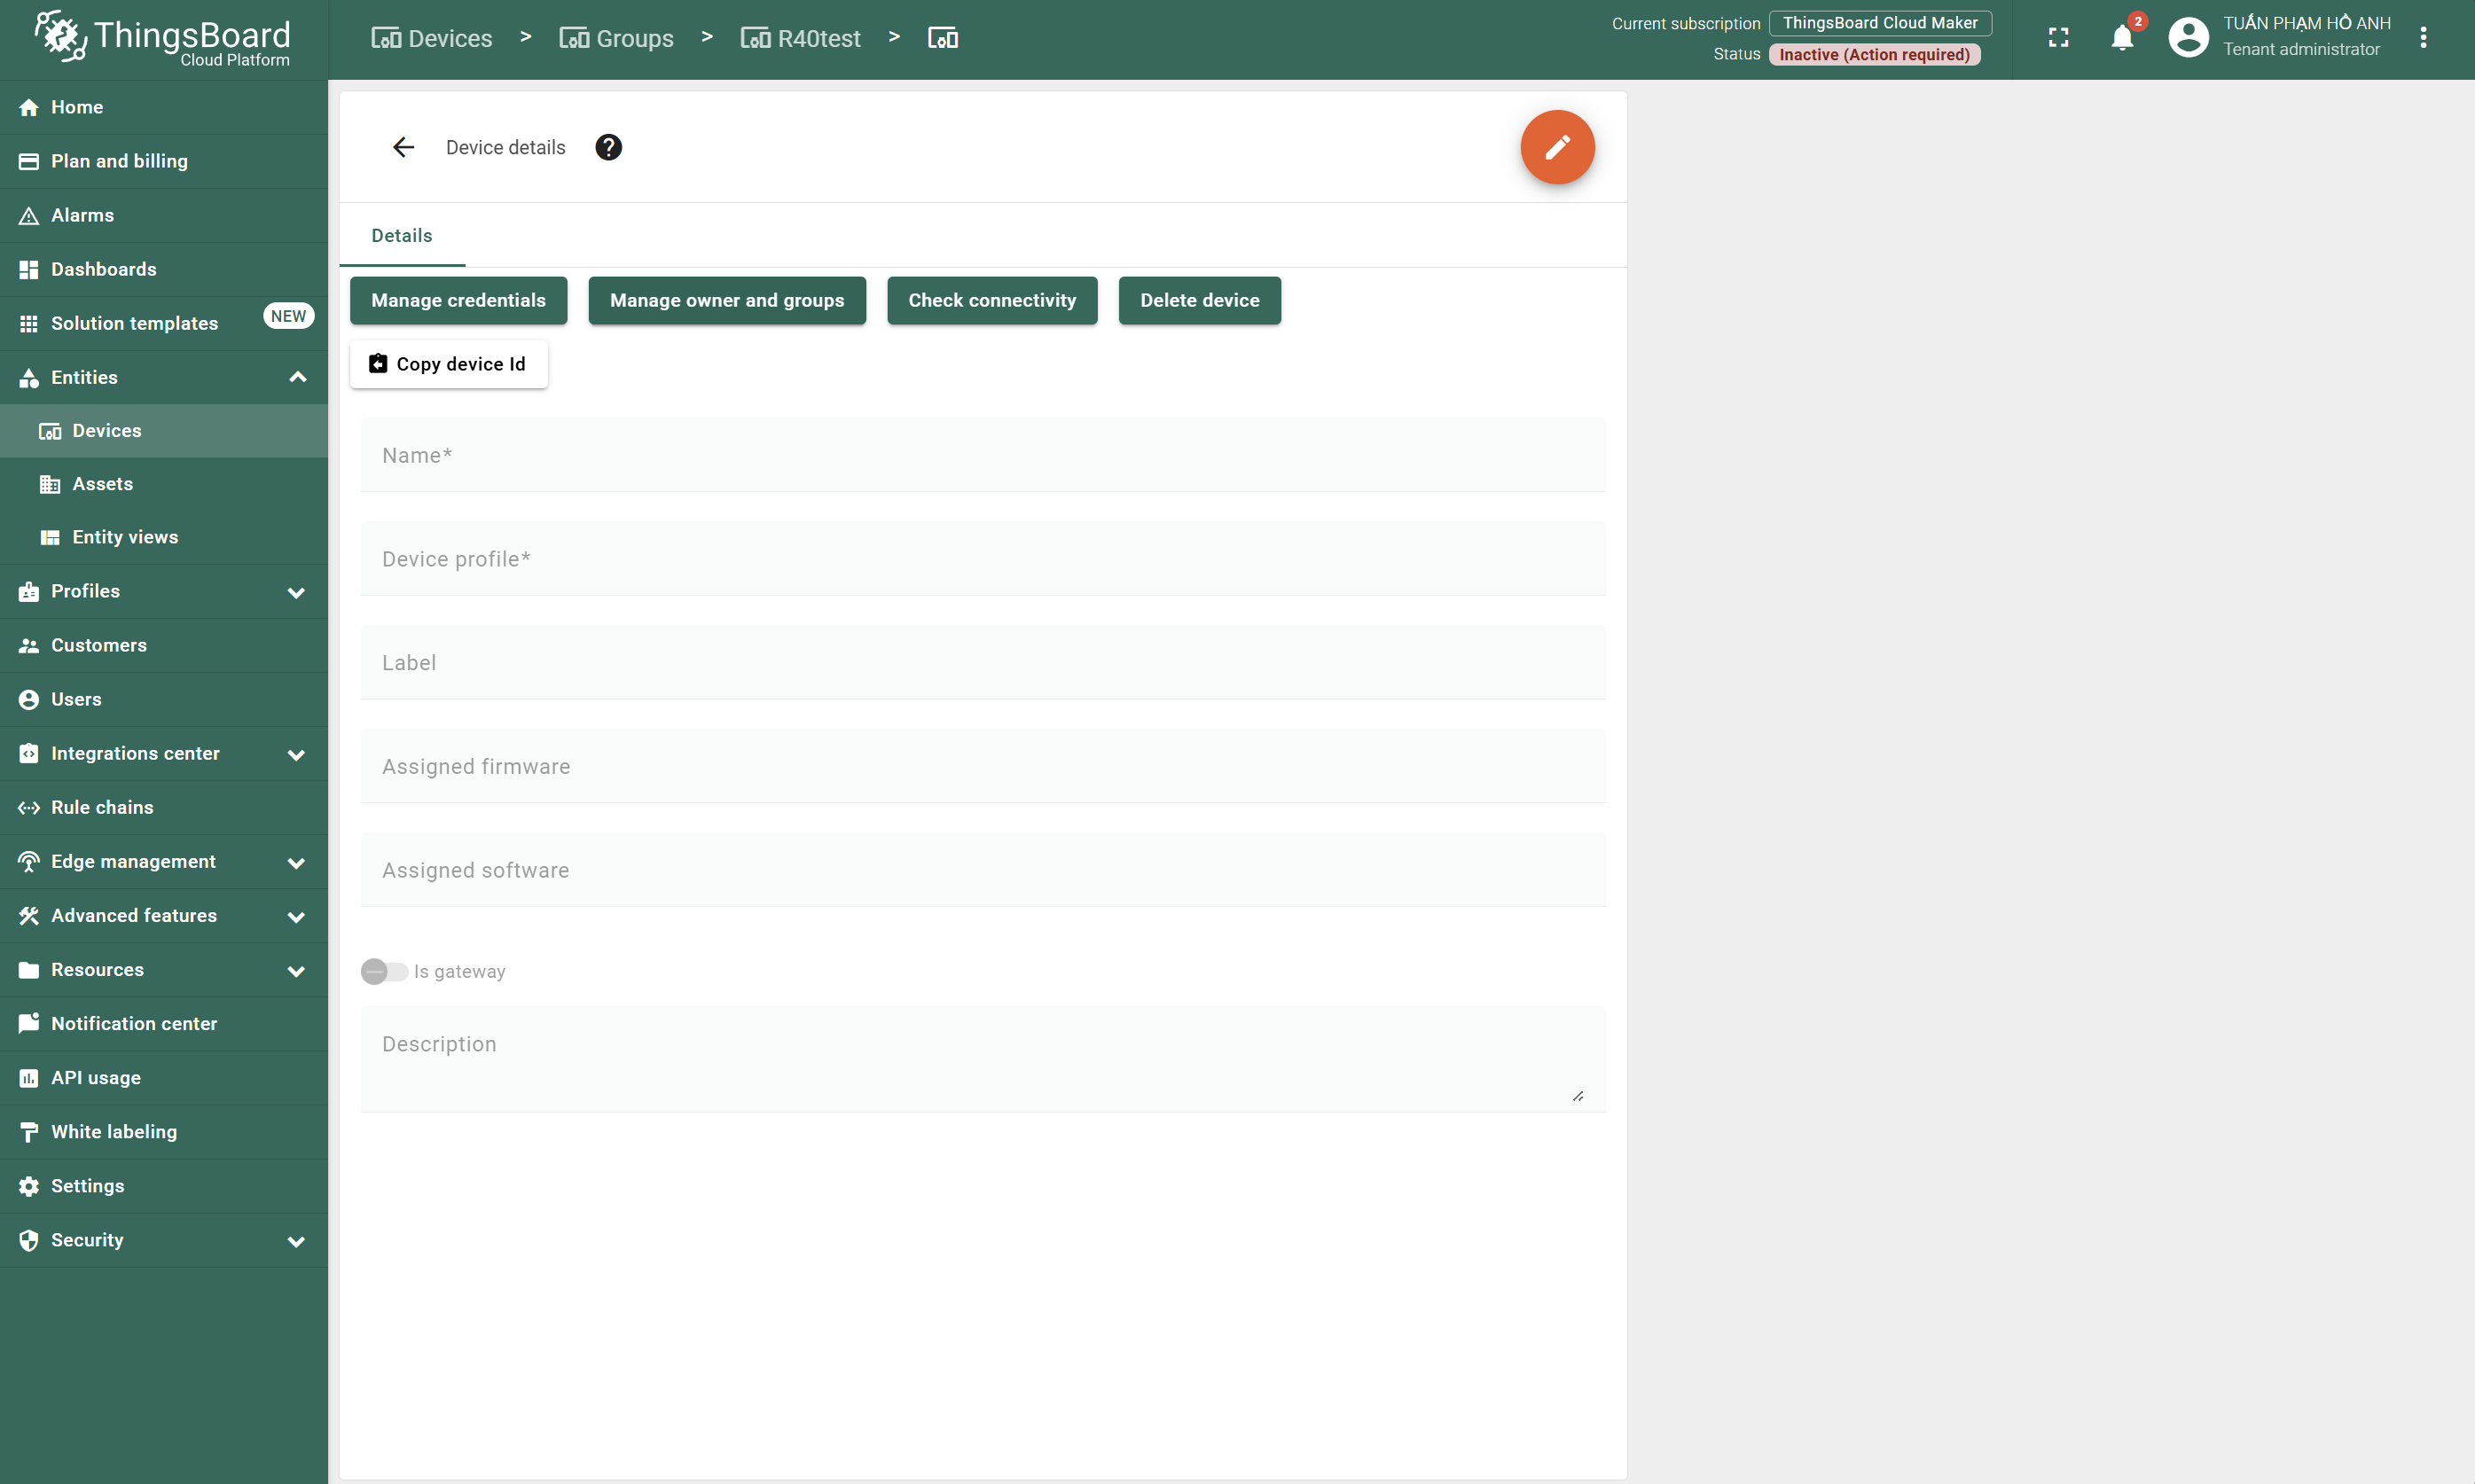 ThingsBoard
Cloud Platform
Devices > Groups > R40test >
Current subscription ThingsBoard Cloud Maker
Status Inactive (Action required)
2
TUẤN PHẠM HỒ ANH
Tenant administrator
Home
Plan and billing
Alarms
Dashboards
Solution templates NEW
Entities
Devices
Assets
Entity views
Profiles
Customers
Users
Integrations center
Rule chains
Edge management
Advanced features
Resources
Notification center
API usage
White labeling
Settings
Security
Device details
Details
Manage credentials
Manage owner and groups
Check connectivity
Delete device
Copy device Id
Name*
Device profile*
Label
Assigned firmware
Assigned software
Is gateway
Description